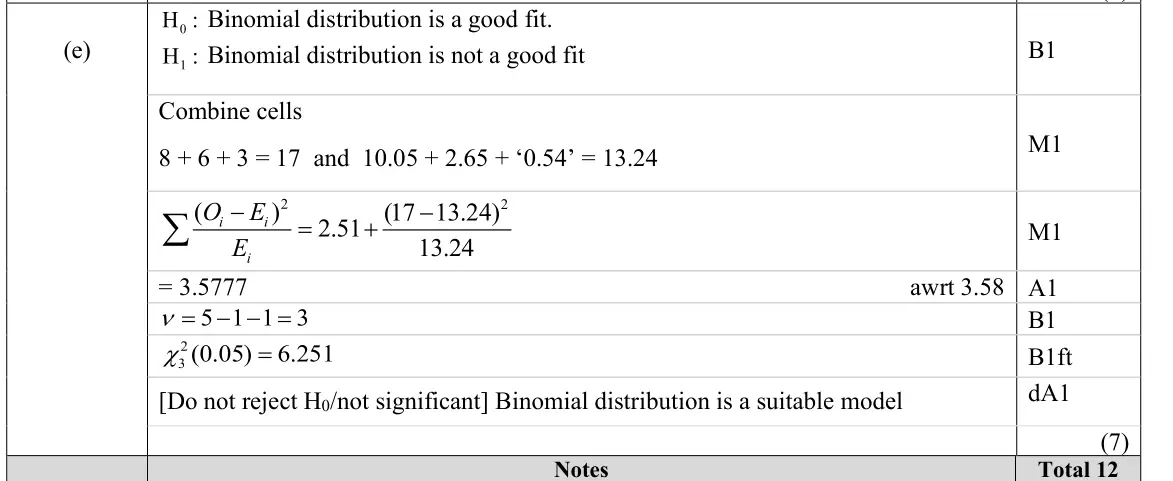 (e)
H₀ : Binomial distribution is a good fit.
H₁ : Binomial distribution is not a good fit
B1
Combine cells
8 + 6 + 3 = 17 and 10.05 + 2.65 + ‘0.54’ = 13.24
M1
∑ (Oᵢ − Eᵢ)² / Eᵢ = 2.51 + (17 − 13.24)² / 13.24
M1
= 3.5777 awrt 3.58 A1
ν = 5 − 1 − 1 = 3 B1
χ₃²(0.05) = 6.251 B1ft
[Do not reject H₀/not significant] Binomial distribution is a suitable model dA1
(7)
Notes Total 12